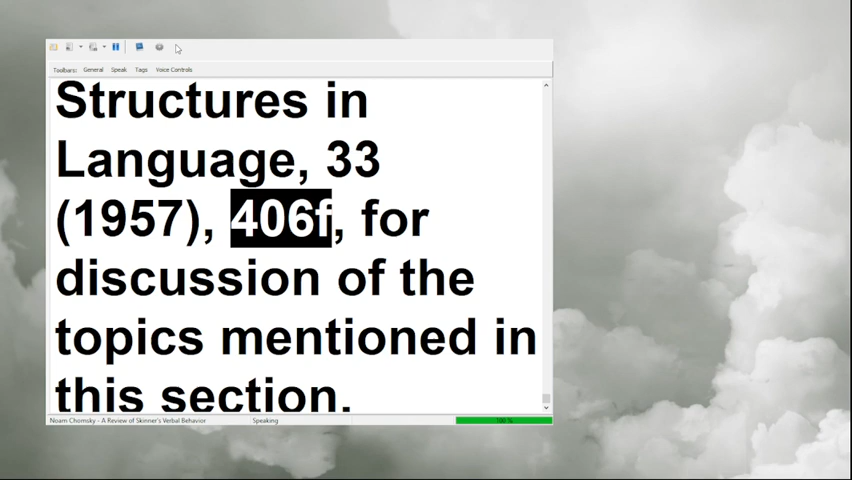 Toolbars: General Speak Tags Voice Controls
Structures in
Language, 33
(1957), 406f, for
discussion of the
topics mentioned in
this section.
Noam Chomsky - A Review of Skinner's Verbal Behavior Speaking 100 %